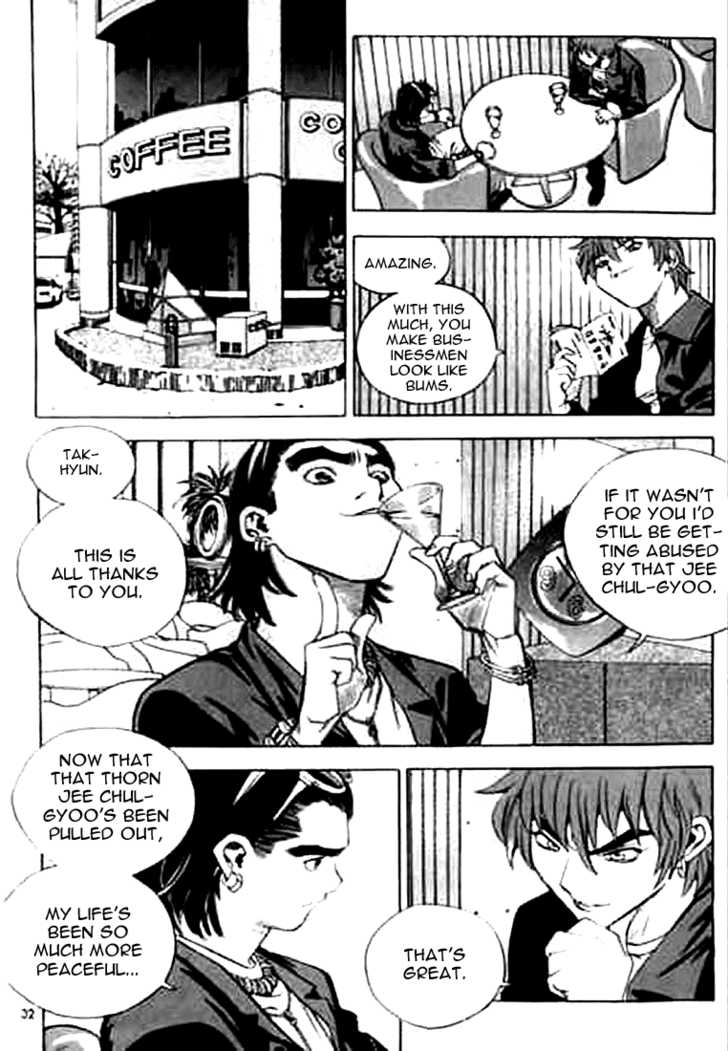 COFFEE
CO
AMAZING.
WITH THIS
MUCH, YOU
MAKE BUS-
INESSMEN
LOOK LIKE
BUMS.
TAK-
HYUN.
THIS IS
ALL THANKS
TO YOU.
IF IT WASN'T
FOR YOU I'D
STILL BE GET-
TING ABUSED
BY THAT JEE
CHUL-GYOO.
NOW THAT
THAT THORN
JEE CHUL-
GYOO'S BEEN
PULLED OUT,
MY LIFE'S
BEEN SO
MUCH MORE
PEACEFUL...
THAT'S
GREAT.
32